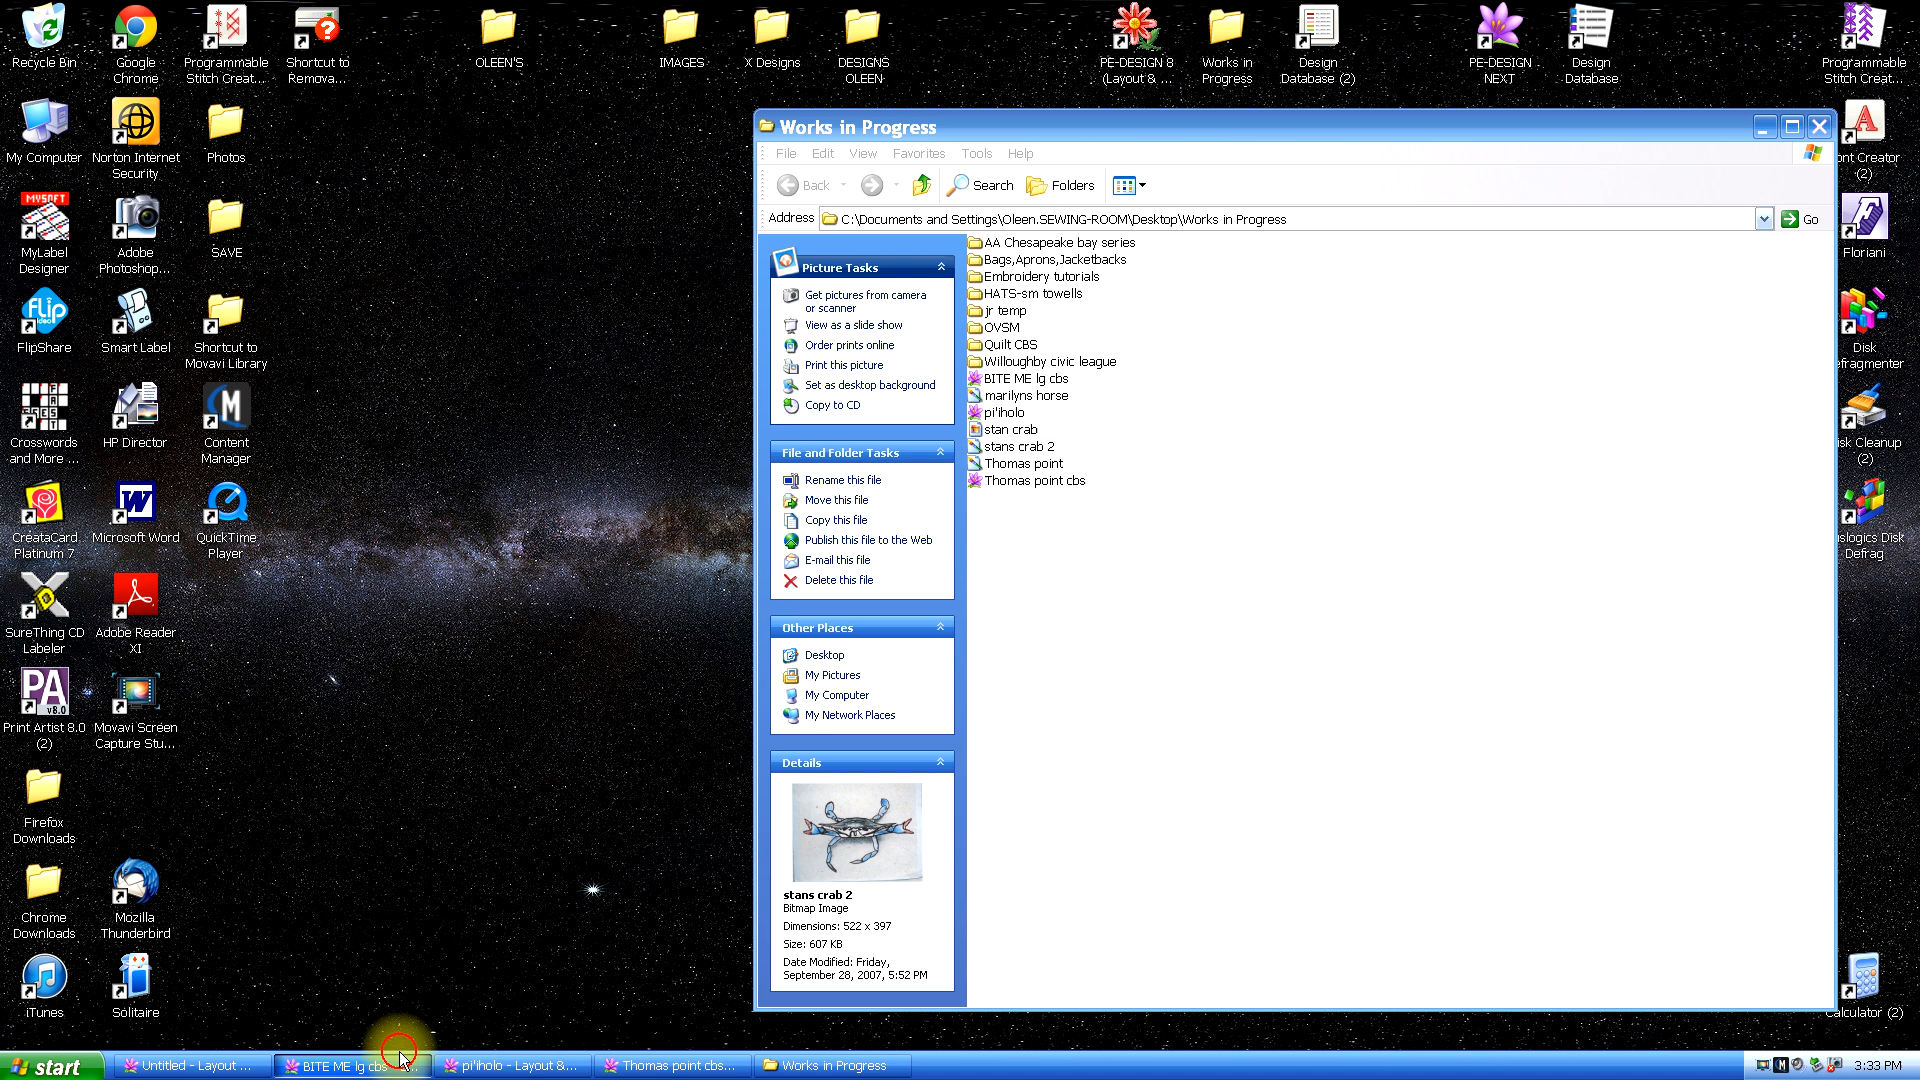 Recycle Bin
Google
Chrome
Programmable
Stitch Creat...
Shortcut to
Remova...
OLEEN'S
IMAGES
X Designs
DESIGNS
OLEEN
PE-DESIGN 8
(Layout & ...
Works in
Progress
Design
Database (2)
PE-DESIGN
NEXT
Design
Database
Programmable
Stitch Creat...
My Computer
Norton Internet
Security
Photos
ont Creator
(2)
MYSOFT
MyLabel
Designer
Adobe
Photoshop...
SAVE
Floriani
FLIP
FlipShare
Smart Label
Shortcut to
Movavi Library
Disk
efragmenter
Crosswords
and More ...
HP Director
Content
Manager
isk Cleanup
(2)
CreataCard
Platinum 7
Microsoft Word
QuickTime
Player
uslogics Disk
Defrag
SureThing CD
Labeler
Adobe Reader
XI
PA
v8.0
Print Artist 8.0
(2)
Movavi Screen
Capture Stu...
Firefox
Downloads
Chrome
Downloads
Mozilla
Thunderbird
iTunes
Solitaire
Calculator (2)
Works in Progress
File Edit View Favorites Tools Help
Back Search Folders
Address C:\Documents and Settings\Oleen.SEWING-ROOM\Desktop\Works in Progress Go
Picture Tasks
Get pictures from camera
or scanner
View as a slide show
Order prints online
Print this picture
Set as desktop background
Copy to CD
File and Folder Tasks
Rename this file
Move this file
Copy this file
Publish this file to the Web
E-mail this file
Delete this file
Other Places
Desktop
My Pictures
My Computer
My Network Places
Details
stans crab 2
Bitmap Image
Dimensions: 522 x 397
Size: 607 KB
Date Modified: Friday,
September 28, 2007, 5:52 PM
AA Chesapeake bay series
Bags,Aprons,Jacketbacks
Embroidery tutorials
HATS-sm towells
jr temp
OVSM
Quilt CBS
Willoughby civic league
BITE ME lg cbs
marilyns horse
pi'iholo
stan crab
stans crab 2
Thomas point
Thomas point cbs
start
Untitled - Layout ...
BITE ME lg cbs
pi'iholo - Layout &...
Thomas point cbs...
Works in Progress
3:33 PM